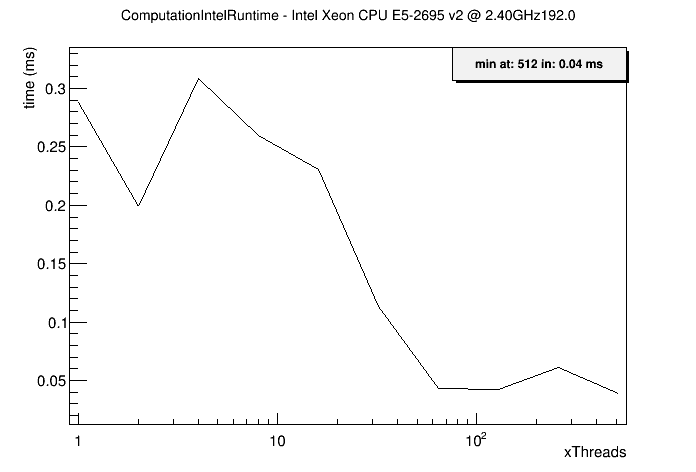 ComputationIntelRuntime - Intel Xeon CPU E5-2695 v2 @ 2.40GHz192.0
min at: 512 in: 0.04 ms
time (ms)
0.3
0.25
0.2
0.15
0.1
0.05
1 10 10²
xThreads